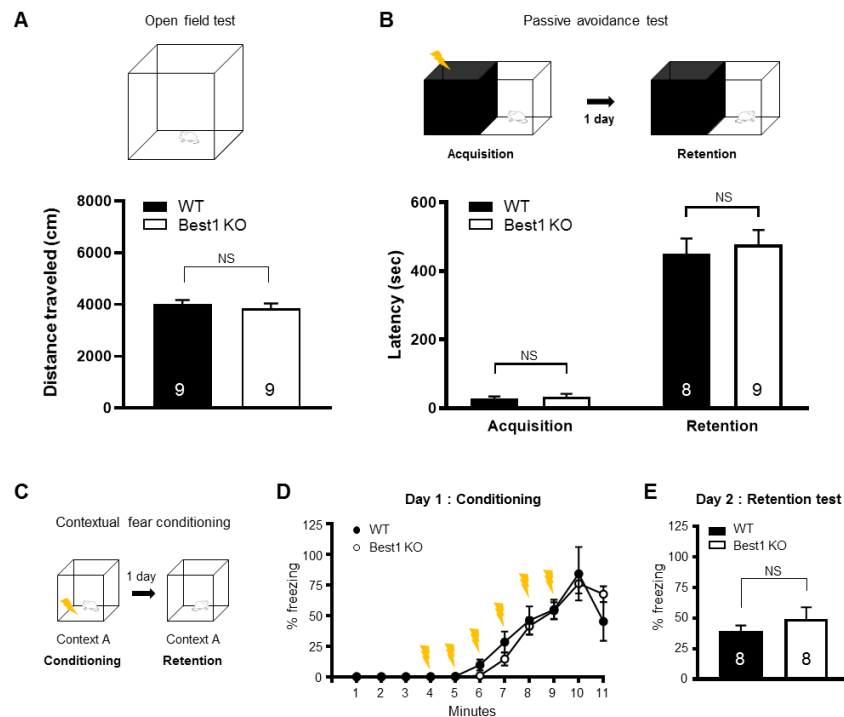 A
Open field test
8000
6000
4000
2000
0
Distance traveled (cm)
WT
Best1 KO
NS
9
9
B
Passive avoidance test
1 day
Acquisition
Retention
600
400
200
0
Latency (sec)
WT
Best1 KO
NS
NS
8
9
Acquisition
Retention
C
Contextual fear conditioning
1 day
Context A
Context A
Conditioning
Retention
D
Day 1 : Conditioning
125
100
75
50
25
0
% freezing
WT
Best1 KO
1 2 3 4 5 6 7 8 9 10 11
Minutes
E
Day 2 : Retention test
125
100
75
50
25
0
% freezing
WT
Best1 KO
NS
8
8